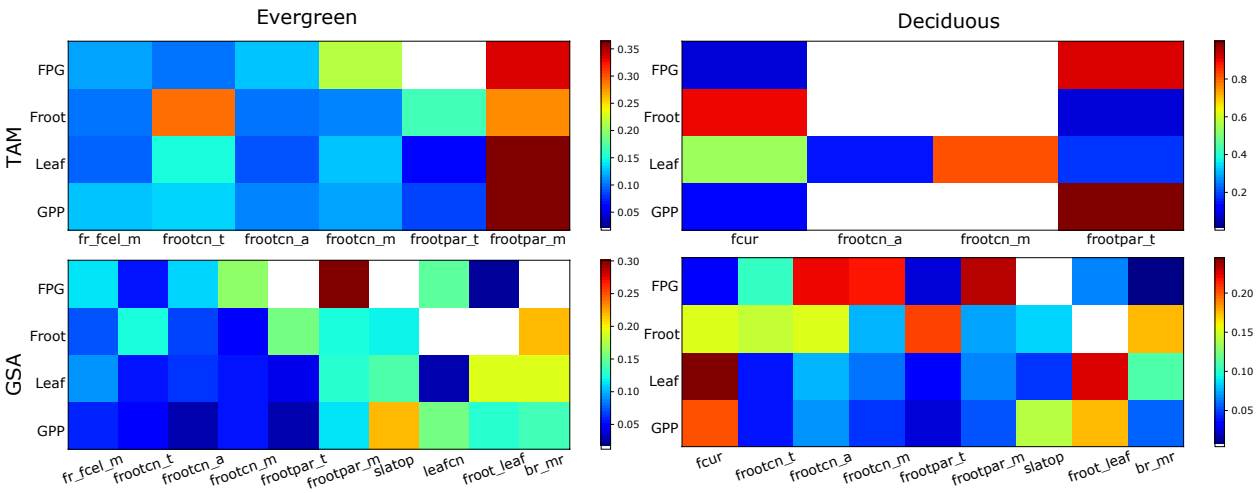 Evergreen
Deciduous
TAM
FPG
Froot
Leaf
GPP
fr_fcel_m frootcn_t frootcn_a frootcn_m frootpar_t frootpar_m
0.35
0.30
0.25
0.20
0.15
0.10
0.05
FPG
Froot
Leaf
GPP
fcur frootcn_a frootcn_m frootpar_t
0.8
0.6
0.4
0.2
GSA
FPG
Froot
Leaf
GPP
fr_fcel_m frootcn_t frootcn_a frootcn_m frootpar_t frootpar_m slatop leafcn froot_leaf br_mr
0.30
0.25
0.20
0.15
0.10
0.05
FPG
Froot
Leaf
GPP
fcur frootcn_t frootcn_a frootcn_m frootpar_t frootpar_m slatop froot_leaf br_mr
0.20
0.15
0.10
0.05